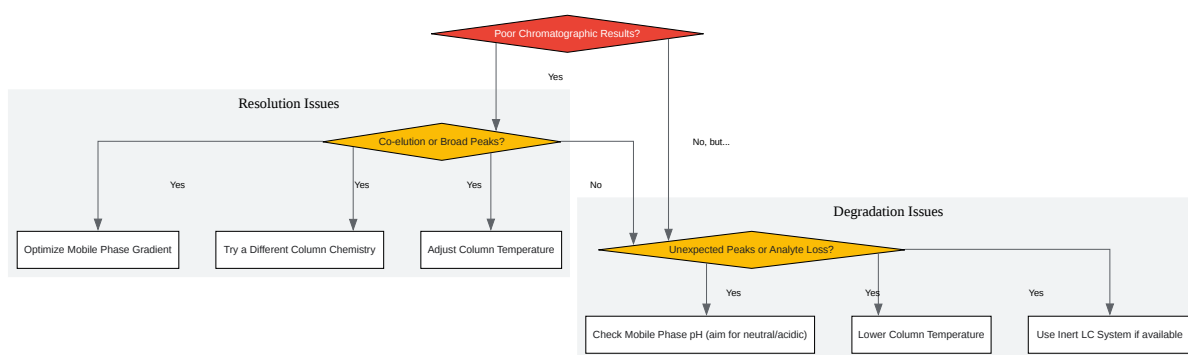 Poor Chromatographic Results?
Yes
Resolution Issues
Co-elution or Broad Peaks?
No, but...
Yes
Yes
Yes
No
Degradation Issues
Optimize Mobile Phase Gradient
Try a Different Column Chemistry
Adjust Column Temperature
Unexpected Peaks or Analyte Loss?
Yes
Yes
Yes
Check Mobile Phase pH (aim for neutral/acidic)
Lower Column Temperature
Use Inert LC System if available